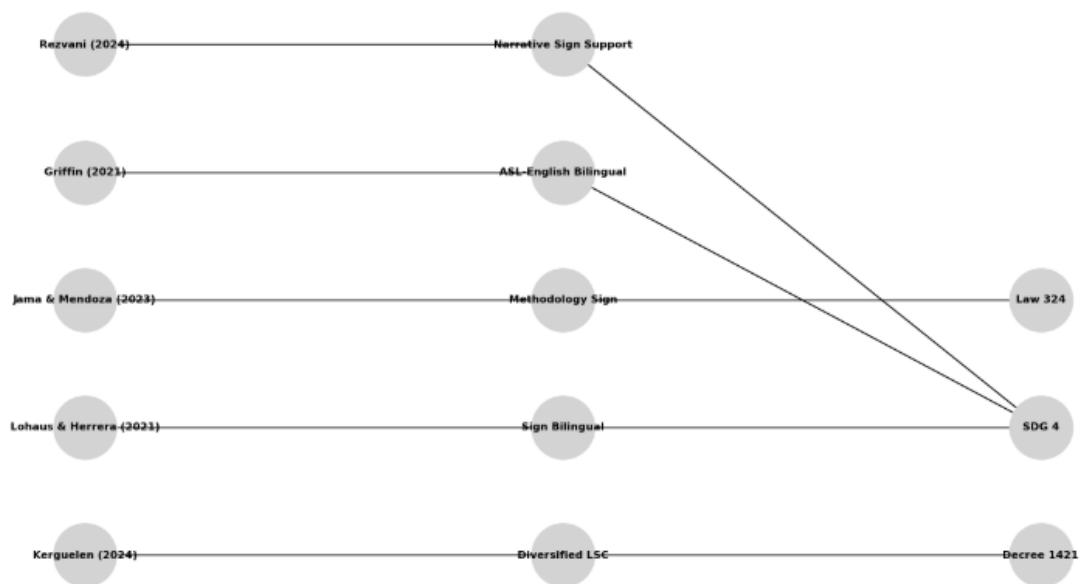 Rezvani (2024)
Narrative Sign Support
Griffin (2021)
ASL-English Bilingual
Jama & Mendoza (2023)
Methodology Sign
Law 324
Lohaus & Herrera (2021)
Sign Bilingual
SDG 4
Kerguelen (2024)
Diversified LSC
Decree 1421